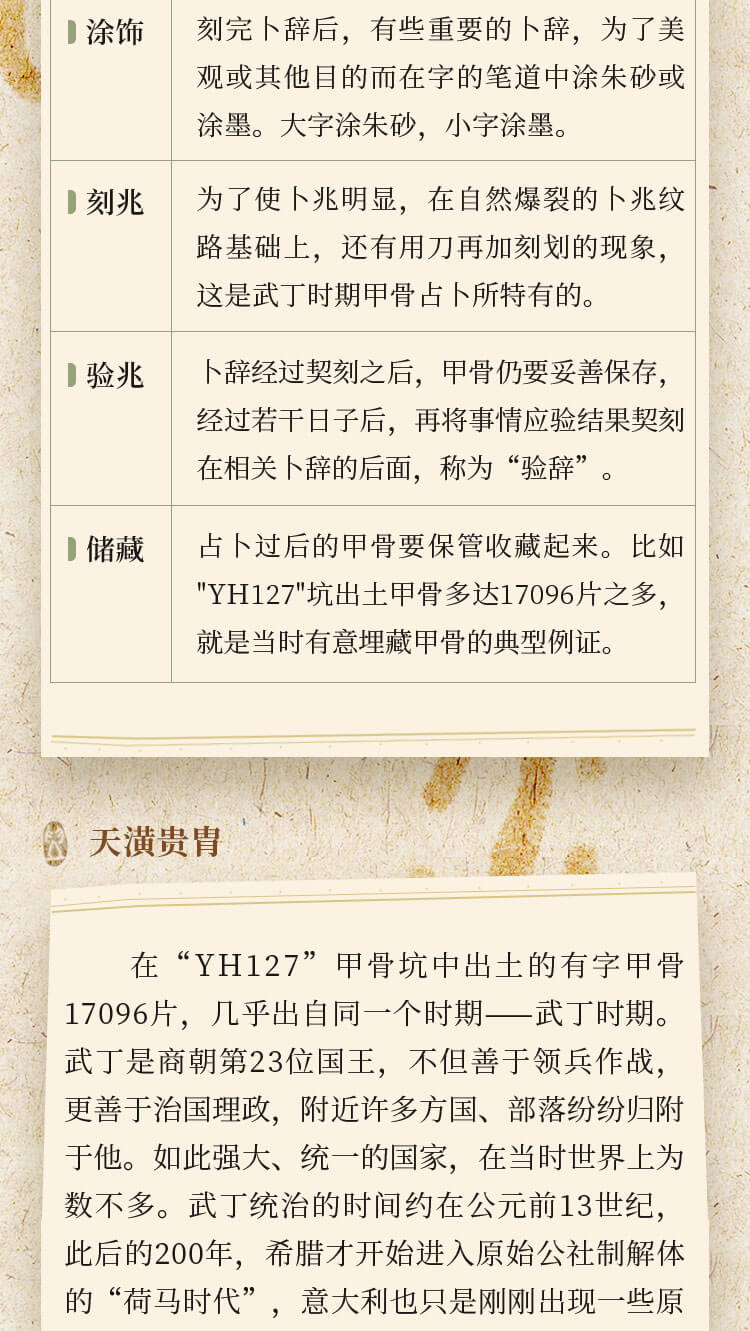 涂饰
刻完卜辞后，有些重要的卜辞，为了美
观或其他目的而在字的笔道中涂朱砂或
涂墨。大字涂朱砂，小字涂墨。
刻兆
为了使卜兆明显，在自然爆裂的卜兆纹
路基础上，还有用刀再加刻划的现象，
这是武丁时期甲骨占卜所特有的。
验兆
卜辞经过契刻之后，甲骨仍要妥善保存，
经过若干日子后，再将事情应验结果契刻
在相关卜辞的后面，称为“验辞”。
储藏
占卜过后的甲骨要保管收藏起来。比如
"YH127"坑出土甲骨多达17096片之多，
就是当时有意埋藏甲骨的典型例证。
天潢贵胄
在“YH127”甲骨坑中出土的有字甲骨
17096片，几乎出自同一个时期——武丁时期。
武丁是商朝第23位国王，不但善于领兵作战，
更善于治国理政，附近许多方国、部落纷纷归附
于他。如此强大、统一的国家，在当时世界上为
数不多。武丁统治的时间约在公元前13世纪，
此后的200年，希腊才开始进入原始公社制解体
的“荷马时代”，意大利也只是刚刚出现一些原